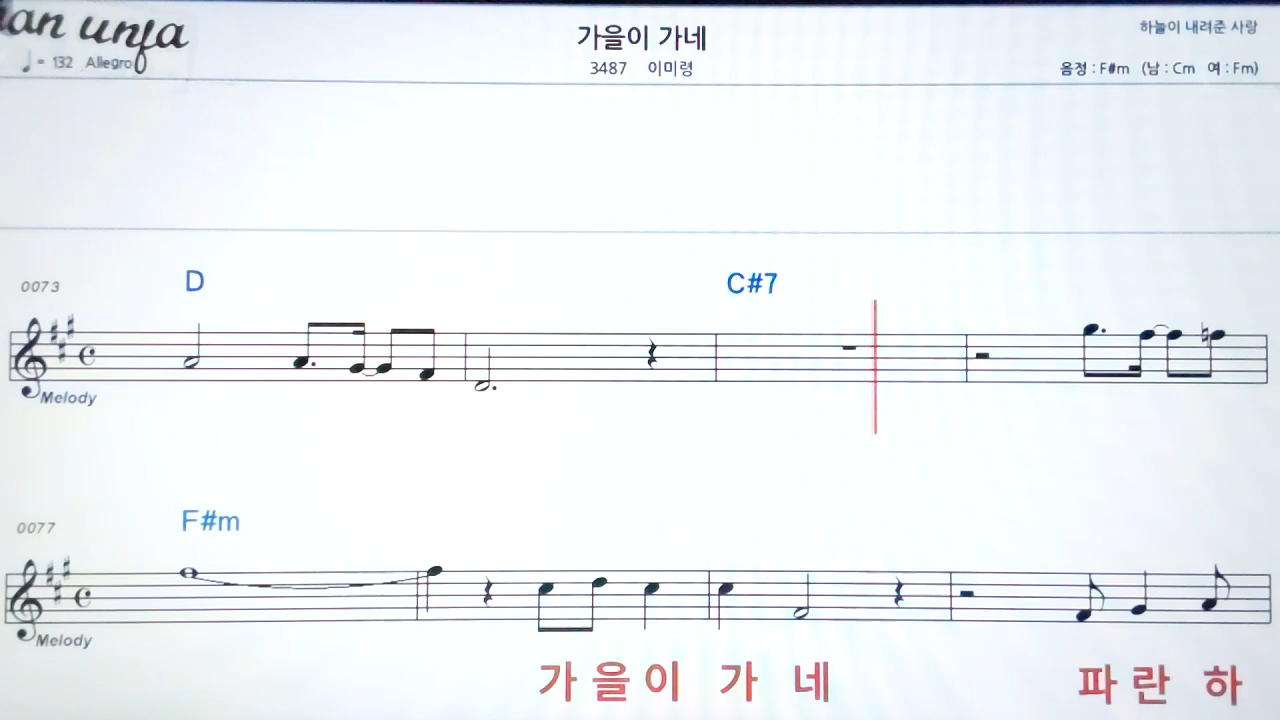 an unfa
하늘이 내려준 사랑
가을이 가네
♩= 132 Allegro
3487 이미령
음정 : F#m (남 : Cm 여 : Fm)
0073
D C#7
Melody
0077
F#m
Melody
가 을 이 가 네 파 란 하